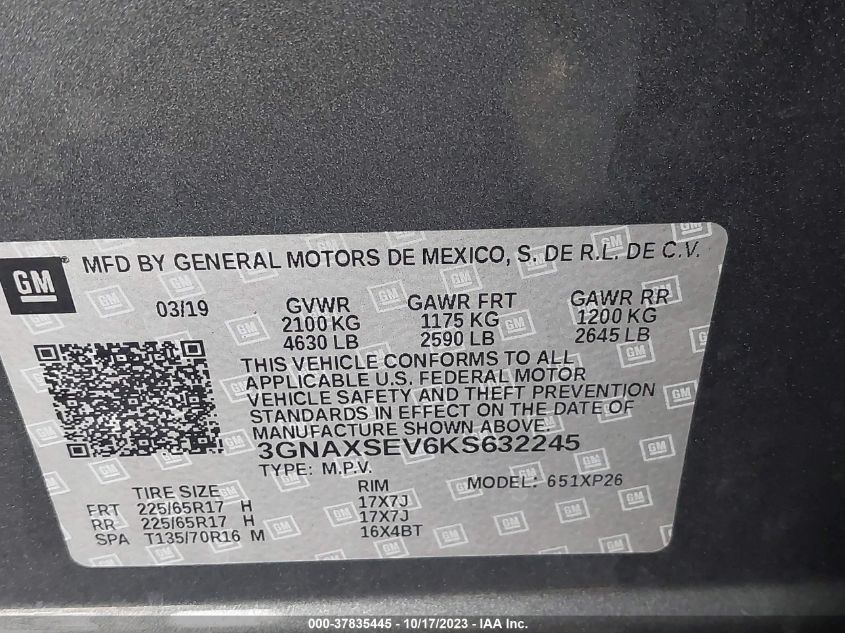 GM®
MFD BY GENERAL MOTORS DE MEXICO, S. DE R.L. DE C.V.
03/19 GVWR GAWR FRT GAWR RR
2100 KG 1175 KG 1200 KG
4630 LB 2590 LB 2645 LB
THIS VEHICLE CONFORMS TO ALL
APPLICABLE U.S. FEDERAL MOTOR
VEHICLE SAFETY AND THEFT PREVENTION
STANDARDS IN EFFECT ON THE DATE OF
MANUFACTURE SHOWN ABOVE.
3GNAXSEV6KS632245
TYPE: M.P.V. MODEL: 651XP26
TIRE SIZE RIM
FRT 225/65R17 H 17X7J
RR 225/65R17 H 17X7J
SPA T135/70R16 M 16X4BT
000-37835445 - 10/17/2023 - IAA Inc.